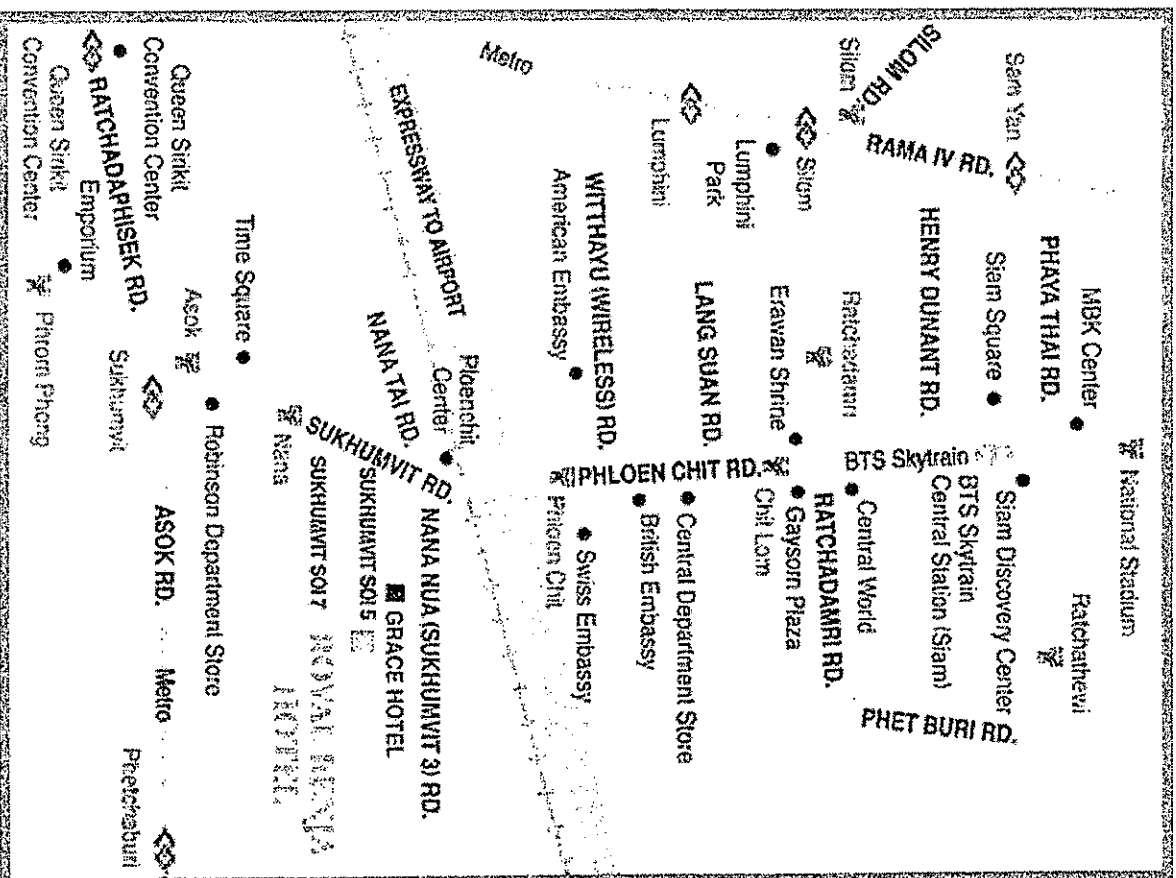 MBK Center
National Stadium
Ratchathewi
PHAYA THAI RD.
Sam Yan
Siam Square
Siam Discovery Center
BTS Skytrain
Central Station (Siam)
BTS Skytrain
PHET BURI RD.
HENRY DUNANT RD.
RAMA IV RD.
SILOM RD.
Silom
Silom
Ratchadamri
Central World
RATCHADAMRI RD.
Gaysorn Plaza
Erawan Shrine
Chit Lom
PHLOEN CHIT RD.
Lumphini
Park
Lumphini
LANG SUAN RD.
Central Department Store
British Embassy
WITTHAYU (WIRELESS) RD.
American Embassy
Swiss Embassy
Phloen Chit
Metro
EXPRESSWAY TO AIRPORT
Ploenchit
Center
NANA TAI RD.
NANA NUA (SUKHUMVIT 3) RD.
GRACE HOTEL
SUKHUMVIT RD.
SUKHUMVIT SOI 5
SUKHUMVIT SOI 7
ROYAL BENJA
HOTEL
Nana
Time Square
Robinson Department Store
Asok
Queen Sirikit
Convention Center
ASOK RD.
Metro
Phetchaburi
Sukhumvit
RATCHADAPHISEK RD.
Emporium
Queen Sirikit
Convention Center
Phrom Phong